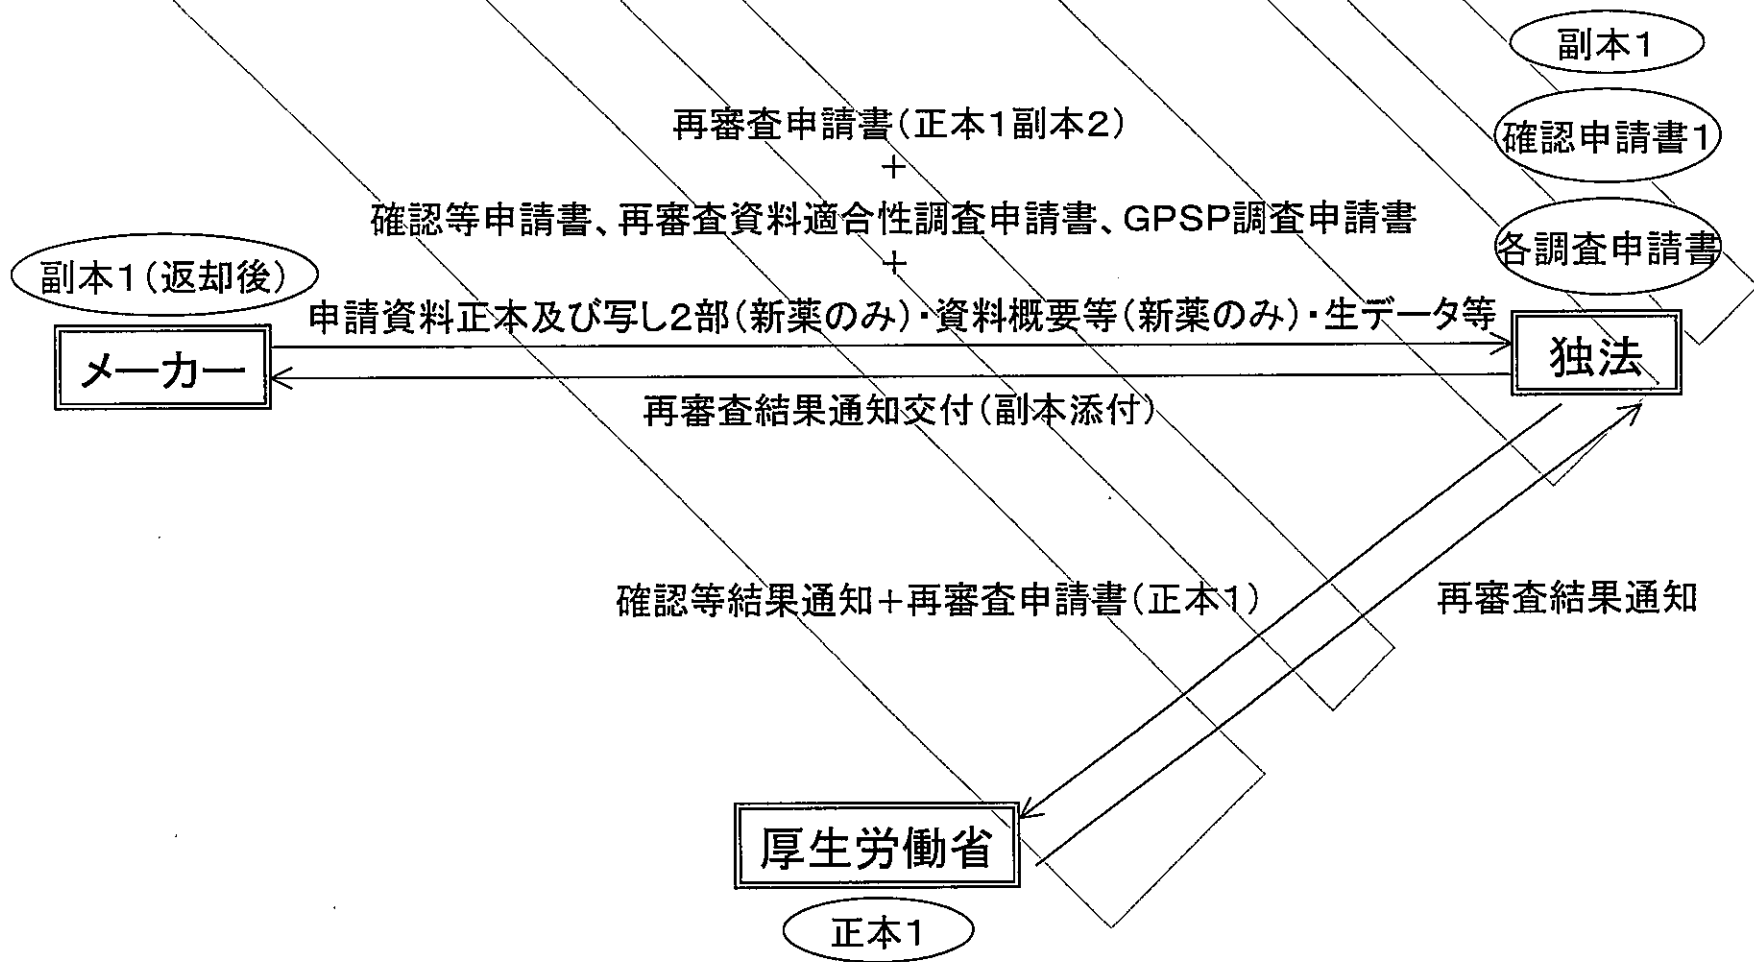 副本1
再審査申請書(正本1副本2)
確認申請書1
+
確認等申請書、再審査資料適合性調査申請書、GPSP調査申請書
各調査申請書
+
副本1(返却後)
申請資料正本及び写し2部(新薬のみ)・資料概要等(新薬のみ)・生データ等
メーカー
独法
再審査結果通知交付(副本添付)
確認等結果通知+再審査申請書(正本1)
再審査結果通知
厚生労働省
正本1